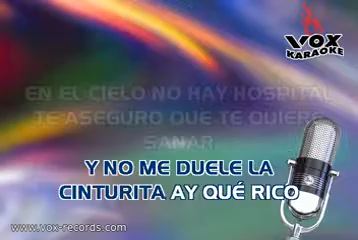 VOX
KARAOKE
EN EL CIELO NO HAY HOSPITAL
TE ASEGURO QUE TE QUIERO
SANAR
Y NO ME DUELE LA
CINTURITA AY QUÉ RICO
www.vox-records.com